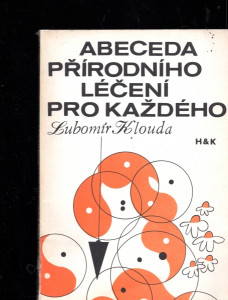 ABECEDA
PŘÍRODNÍHO
LÉČENÍ
PRO KAŽDÉHO
Lubomír Klouda
H&K